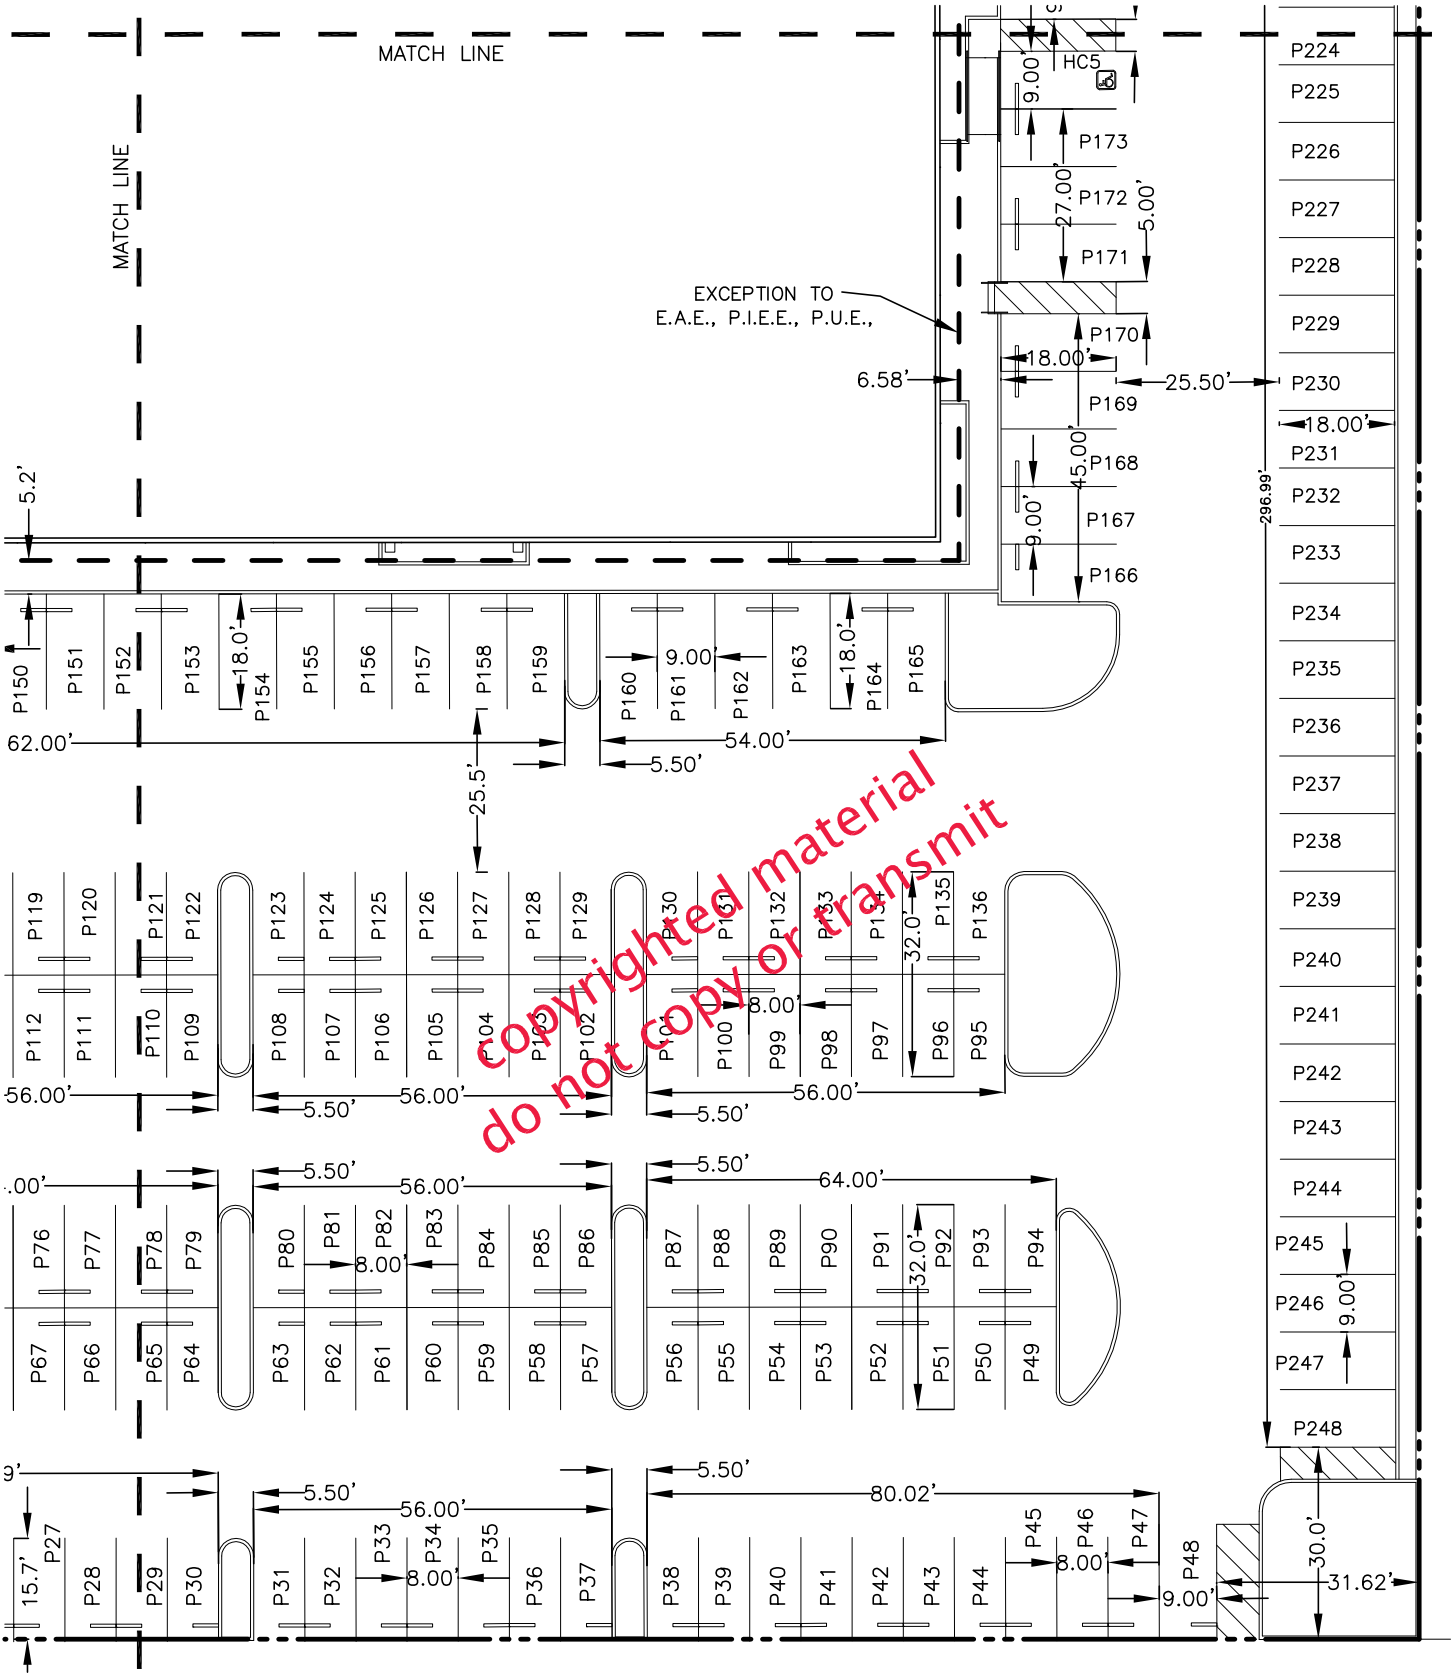 MATCH LINE
MATCH LINE
9.00'
HC5
P173
27.00'
P172
5.00'
P171
EXCEPTION TO
E.A.E., P.I.E.E., P.U.E.,
P170
18.00'
6.58'
25.50'
P169
45.00'
P168
9.00'
P167
P166
P224
P225
P226
P227
P228
P229
P230
18.00'
P231
296.99'
P232
P233
P234
P235
P236
P237
P238
P239
P240
P241
P242
P243
P244
P245
P246
9.00'
P247
P248
30.0'
31.62'
5.2'
P150 P151 P152 P153 18.0' P154 P155 P156 P157 P158 P159 P160 9.00' P161 P162 P163 18.0' P164 P165
62.00' 54.00'
5.50'
25.5'
copyrighted material
do not copy or transmit
P119 P120 P121 P122 P123 P124 P125 P126 P127 P128 P129 P130 P131 P132 P133 P134 P135 P136
32.0'
8.00'
P112 P111 P110 P109 P108 P107 P106 P105 P104 P103 P102 P101 P100 P99 P98 P97 P96 P95
56.00' 56.00' 56.00'
5.50' 5.50'
5.50' 5.50'
.00' 56.00' 64.00'
P76 P77 P78 P79 P80 P81 P82 P83 P84 P85 P86 P87 P88 P89 P90 P91 P92 P93 P94
8.00' 32.0'
P67 P66 P65 P64 P63 P62 P61 P60 P59 P58 P57 P56 P55 P54 P53 P52 P51 P50 P49
9' 5.50' 5.50'
56.00' 80.02'
15.7' P27 P28 P29 P30 P31 P32 P33 P34 P35 P36 P37 P38 P39 P40 P41 P42 P43 P44 P45 P46 P47 P48
8.00' 8.00' 9.00'